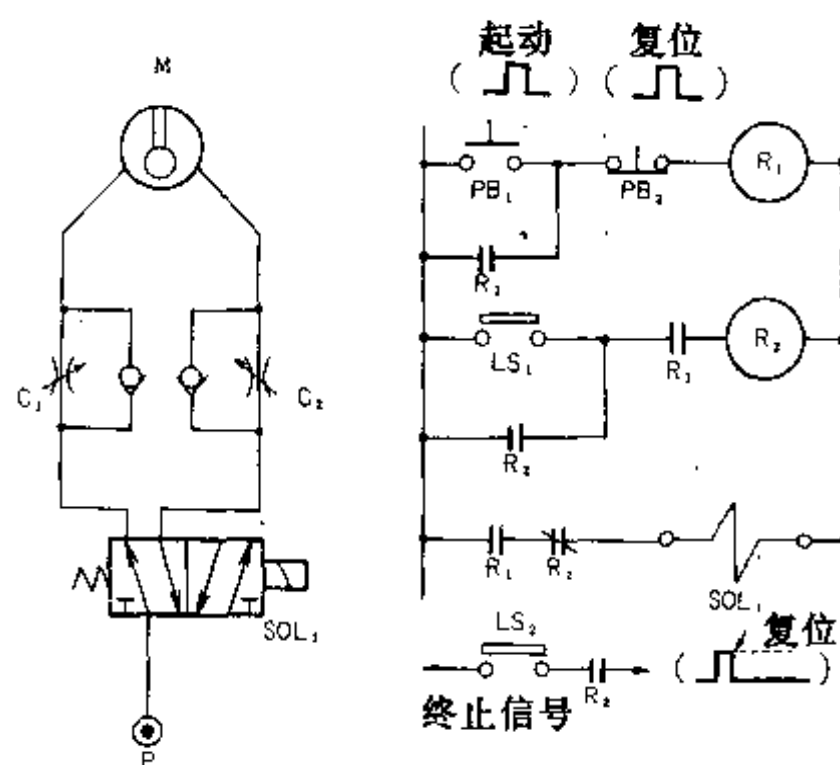 起动 复位
M
PB₁ PB₂ R₁
R₁
LS₁ R₁ R₂
C₁ C₂
R₂
R₁ R₂
SOL₁
SOL₁
LS₂ 复位
R₂
终止信号
P